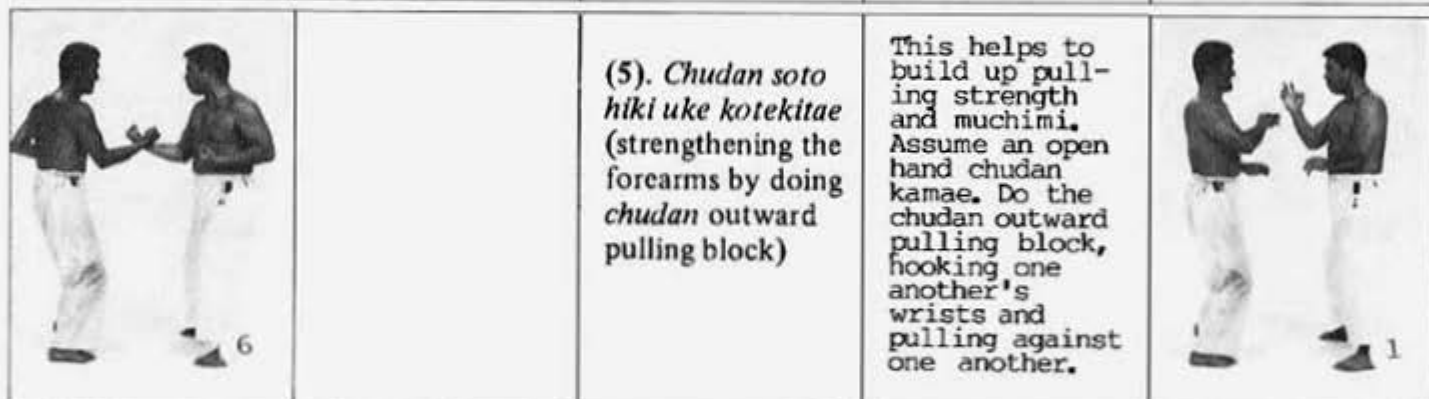 6
(5). Chudan soto
hiki uke kotekitae
(strengthening the
forearms by doing
chudan outward
pulling block)
This helps to
build up pull-
ing strength
and muchimi.
Assume an open
hand chudan
kamae. Do the
chudan outward
pulling block,
hooking one
another's
wrists and
pulling against
one another.
1